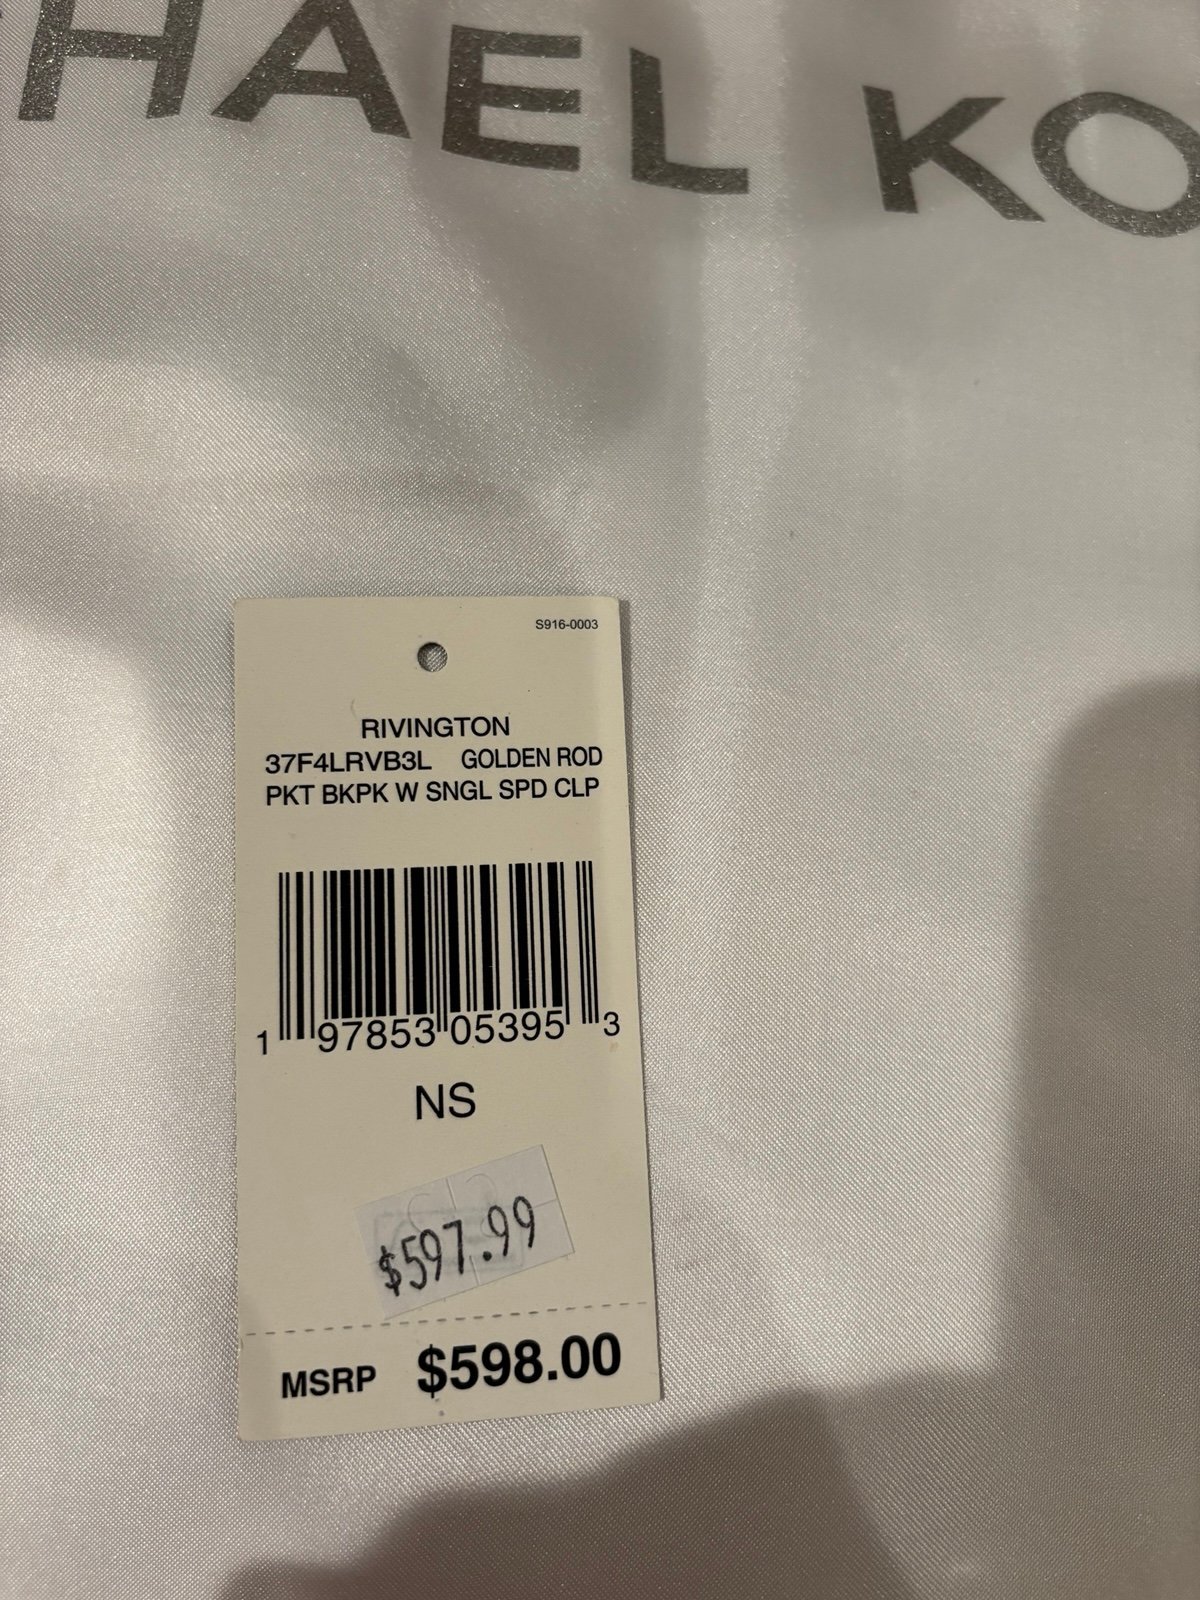 HAEL KO
S916-0003
RIVINGTON
37F4LRVB3L GOLDEN ROD
PKT BKPK W SNGL SPD CLP
1 97853 05395 3
NS
$597.99
MSRP $598.00